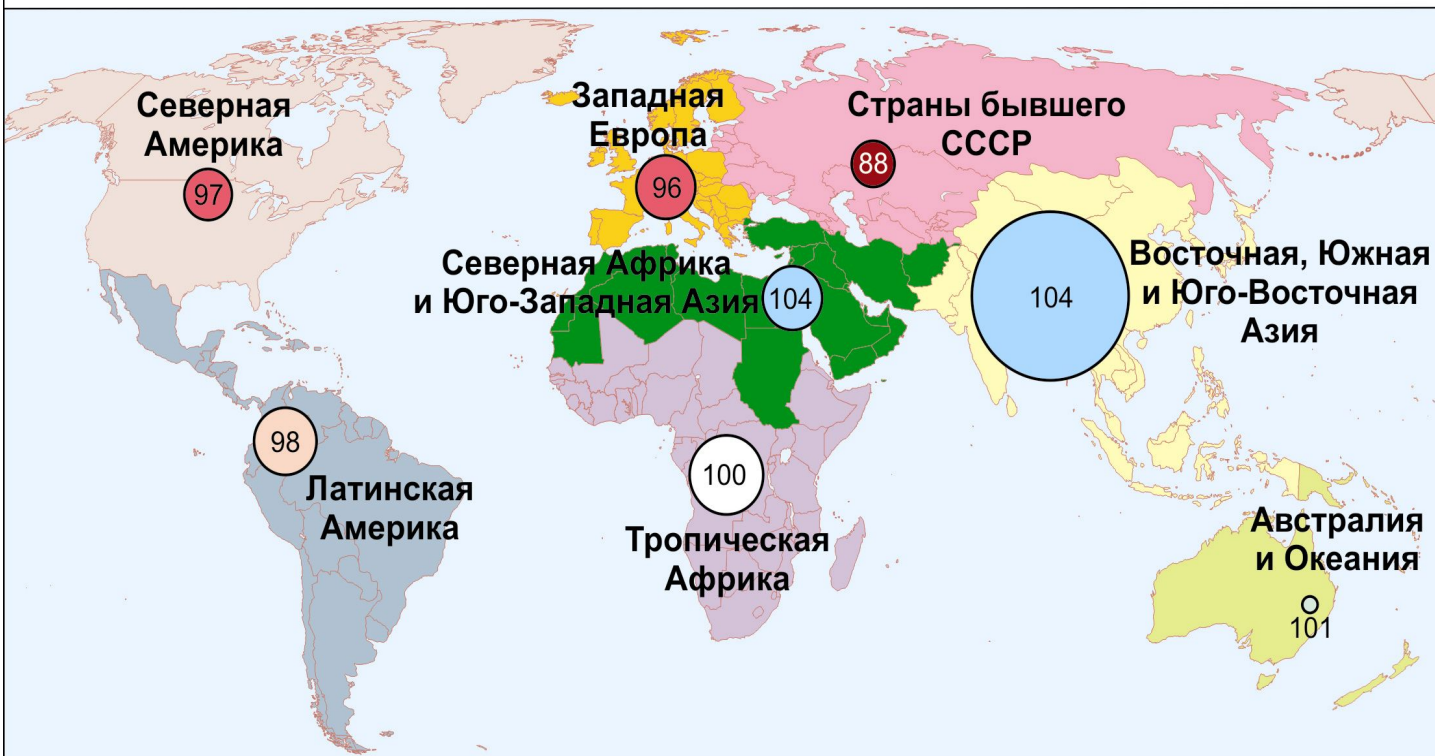 Северная
Америка
97
Западная
Европа
96
Страны бывшего
СССР
88
Северная Африка
и Юго-Западная Азия
104
Восточная, Южная
и Юго-Восточная
Азия
104
98
Латинская
Америка
100
Тропическая
Африка
Австралия
и Океания
101